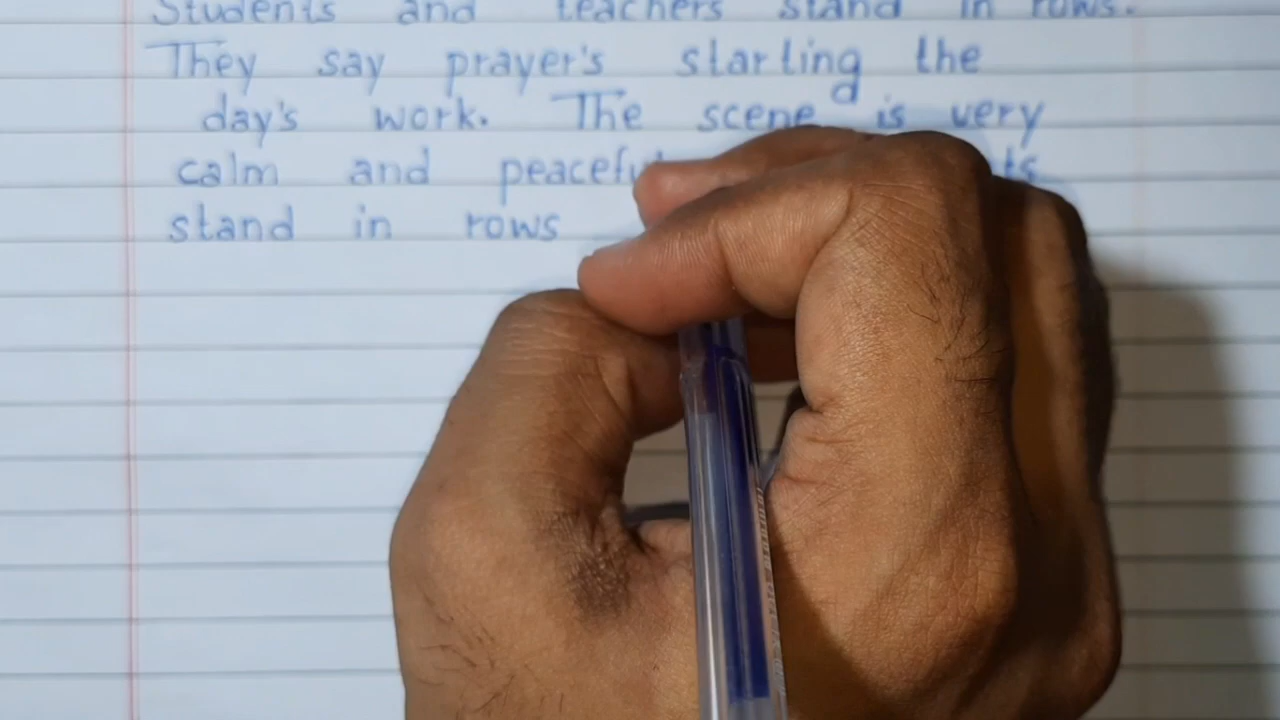 Students and teachers stand in rows.
They say prayer's starting the
day's work. The scene is very
calm and peaceful
stand in rows